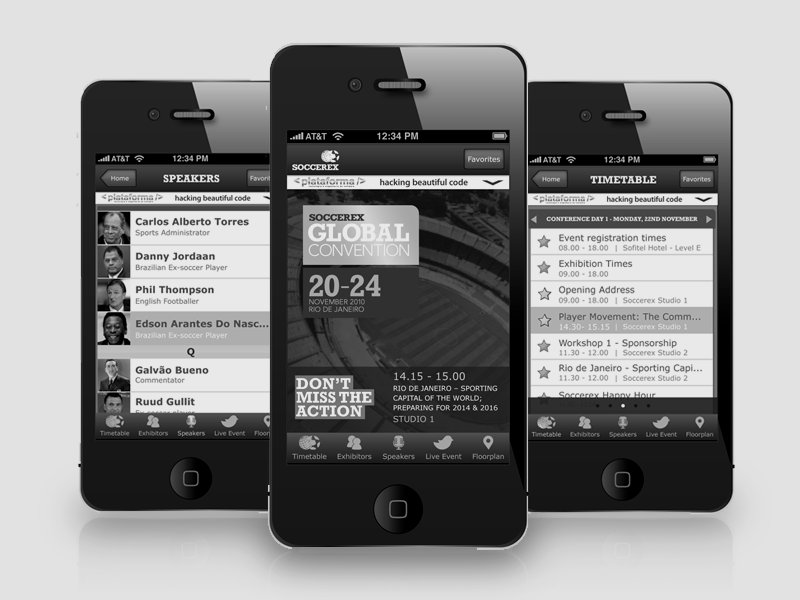 AT&T 12:34 PM
Home SPEAKERS Favori
<plataforma/> hacking beautiful code
Carlos Alberto Torres
Sports Administrator
Danny Jordaan
Brazilian Ex-soccer Player
Phil Thompson
English Footballer
Edson Arantes Do Nasc...
Brazilian Ex-soccer Player
Q
Galvão Bueno
Commentator
Ruud Gullit
Ex-soccer player
Timetable Exhibitors Speakers Live Event Floor
AT&T 12:34 PM
SOCCEREX
Favorites
<plataforma/> hacking beautiful code
SOCCEREX
GLOBAL
CONVENTION
20-24
NOVEMBER 2010
RIO DE JANEIRO
DON'T
MISS THE
ACTION
14.15 - 15.00
RIO DE JANEIRO – SPORTING
CAPITAL OF THE WORLD;
PREPARING FOR 2014 & 2016
STUDIO 1
Timetable Exhibitors Speakers Live Event Floorplan
AT&T 12:34 PM
Home TIMETABLE Favorites
<plataforma/> hacking beautiful code
CONFERENCE DAY 1 - MONDAY, 22ND NOVEMBER
Event registration times
08.00 - 18.00 | Sofitel Hotel - Level E
Exhibition Times
09.00 - 18.00
Opening Address
09.00 - 18.00 | Soccerex Studio 1
Player Movement: The Comm...
14.30- 15.15 | Soccerex Studio 1
Workshop 1 - Sponsorship
11.30 - 12.00 | Soccerex Studio 2
Rio de Janeiro - Sporting Capi...
11.30 - 12.00 | Soccerex Studio 2
Soccerex Happy Hour
Timetable Exhibitors Speakers Live Event Floorplan